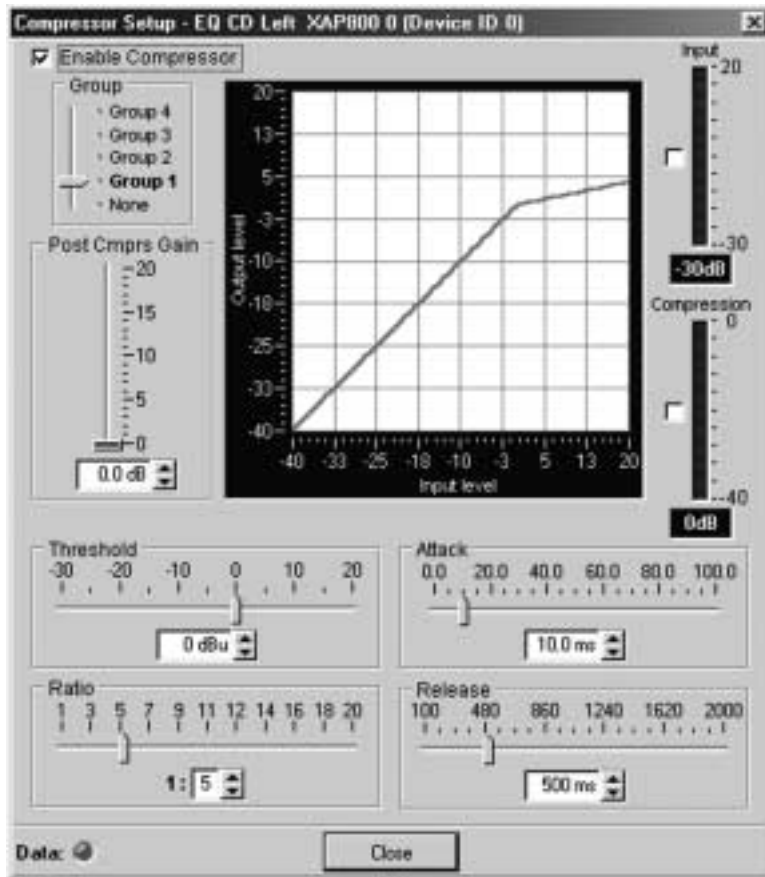 Compressor Setup - EQ CD Left XAP800 0 (Device ID 0)
Enable Compressor
Group
Group 4
Group 3
Group 2
Group 1
None
Post Cmprs Gain
20
15
10
5
0
0.0 dB
Output level
20
13
5
-3
-10
-18
-25
-33
-40
-40 -33 -25 -18 -10 -3 5 13 20
Input level
Input
20
-30
-30dB
Compression
0
-40
0dB
Threshold
-30 -20 -10 0 10 20
0 dBu
Attack
0.0 20.0 40.0 60.0 80.0 100.0
10.0 ms
Ratio
1 3 5 7 9 11 12 14 16 18 20
1: 5
Release
100 480 860 1240 1620 2000
500 ms
Data:
Close